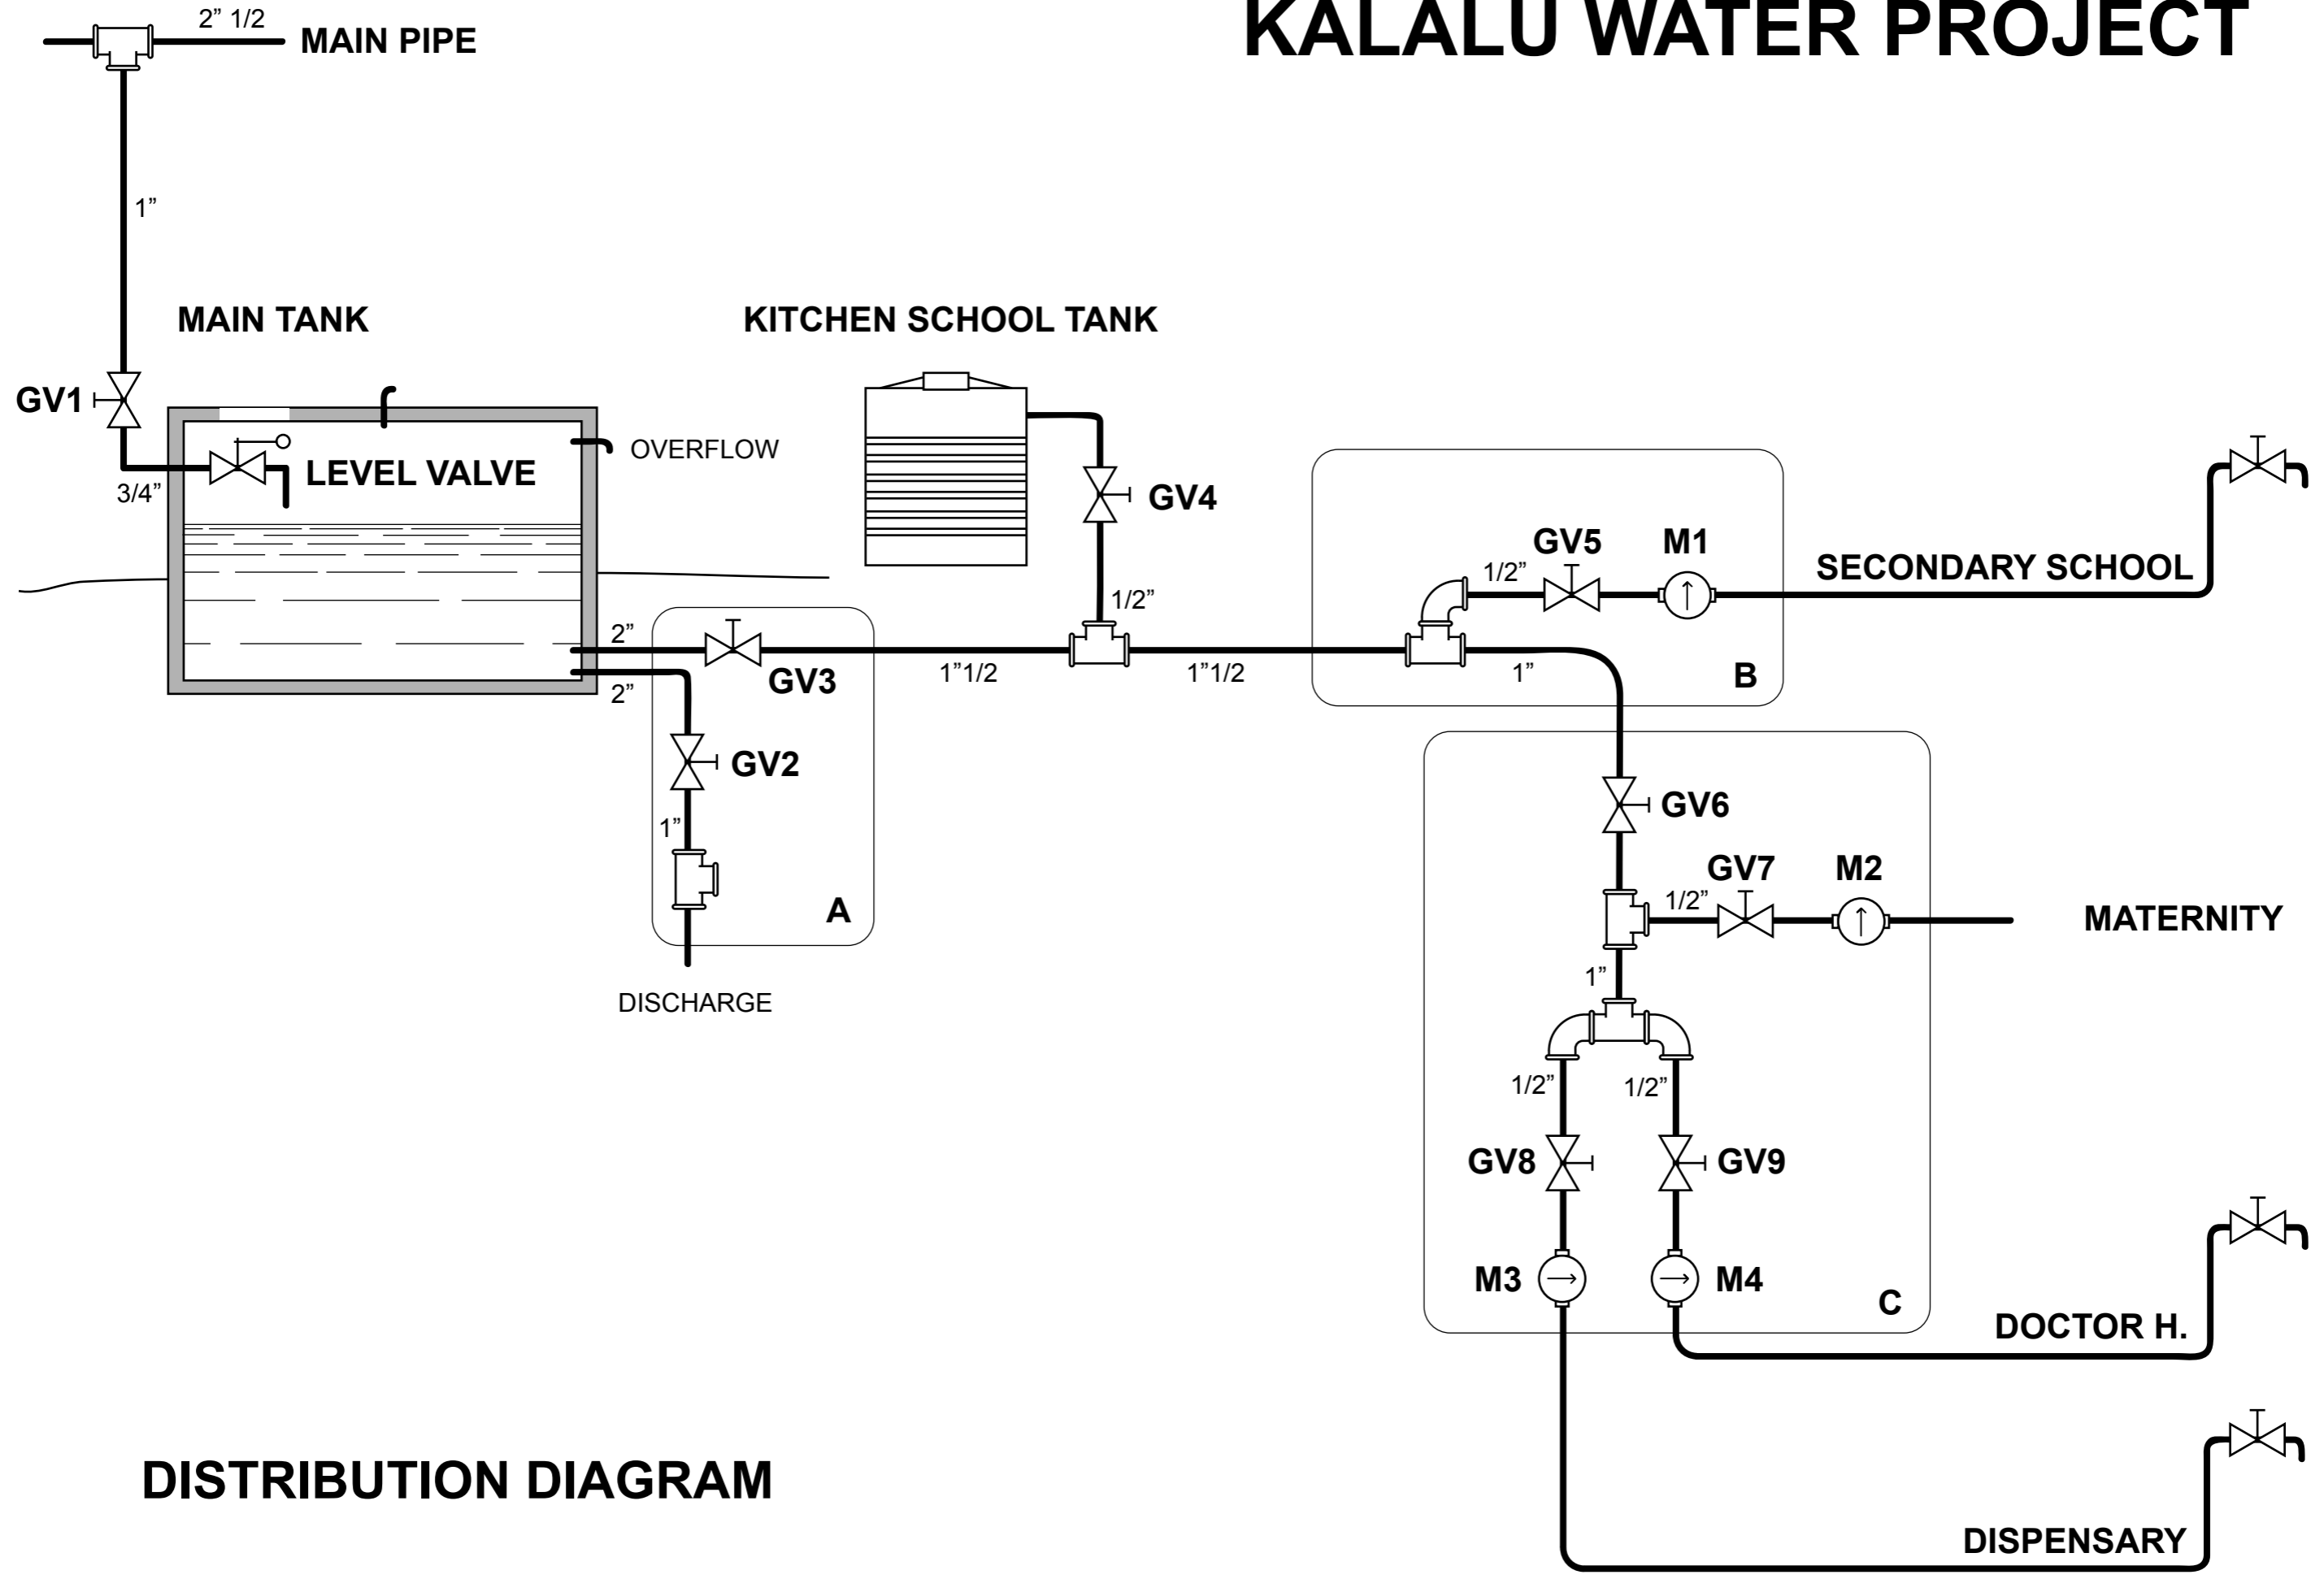 KALALU WATER PROJECT
2” 1/2
MAIN PIPE
1”
MAIN TANK
KITCHEN SCHOOL TANK
GV1
OVERFLOW
LEVEL VALVE
3/4”
GV4
GV5
M1
SECONDARY SCHOOL
1/2”
1/2”
2”
GV3
1”1/2
1”1/2
1”
B
2”
GV2
GV6
1”
GV7
M2
1/2”
A
MATERNITY
1”
DISCHARGE
1/2”
1/2”
GV8
GV9
M3
M4
C
DOCTOR H.
DISTRIBUTION DIAGRAM
DISPENSARY